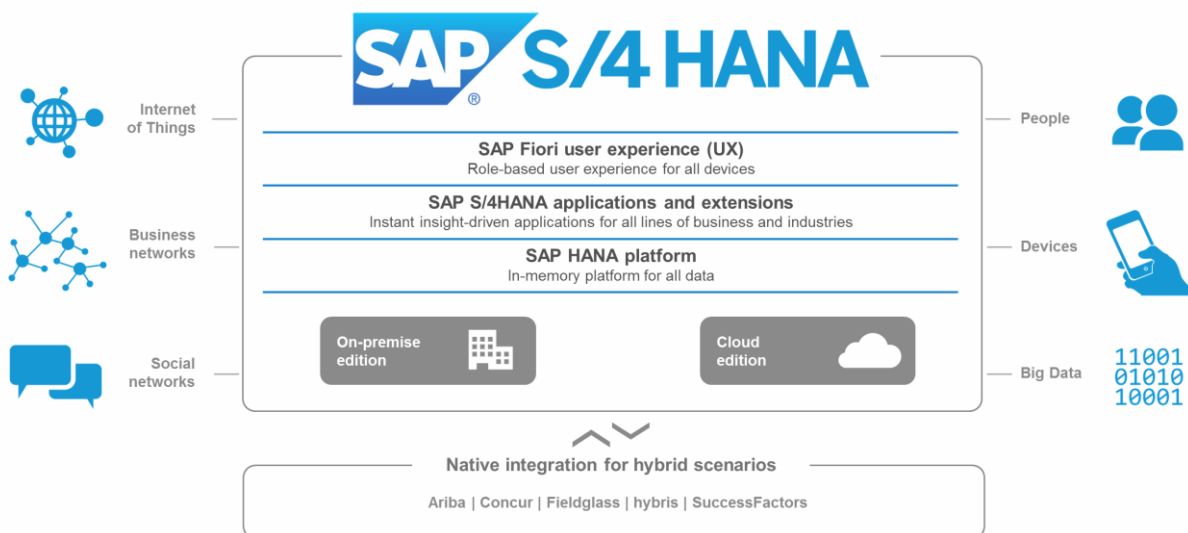 SAP ® S/4 HANA
Internet
of Things
Business
networks
Social
networks
SAP Fiori user experience (UX)
Role-based user experience for all devices
SAP S/4HANA applications and extensions
Instant insight-driven applications for all lines of business and industries
SAP HANA platform
In-memory platform for all data
On-premise
edition
Cloud
edition
People
Devices
Big Data
11001
01010
10001
Native integration for hybrid scenarios
Ariba | Concur | Fieldglass | hybris | SuccessFactors